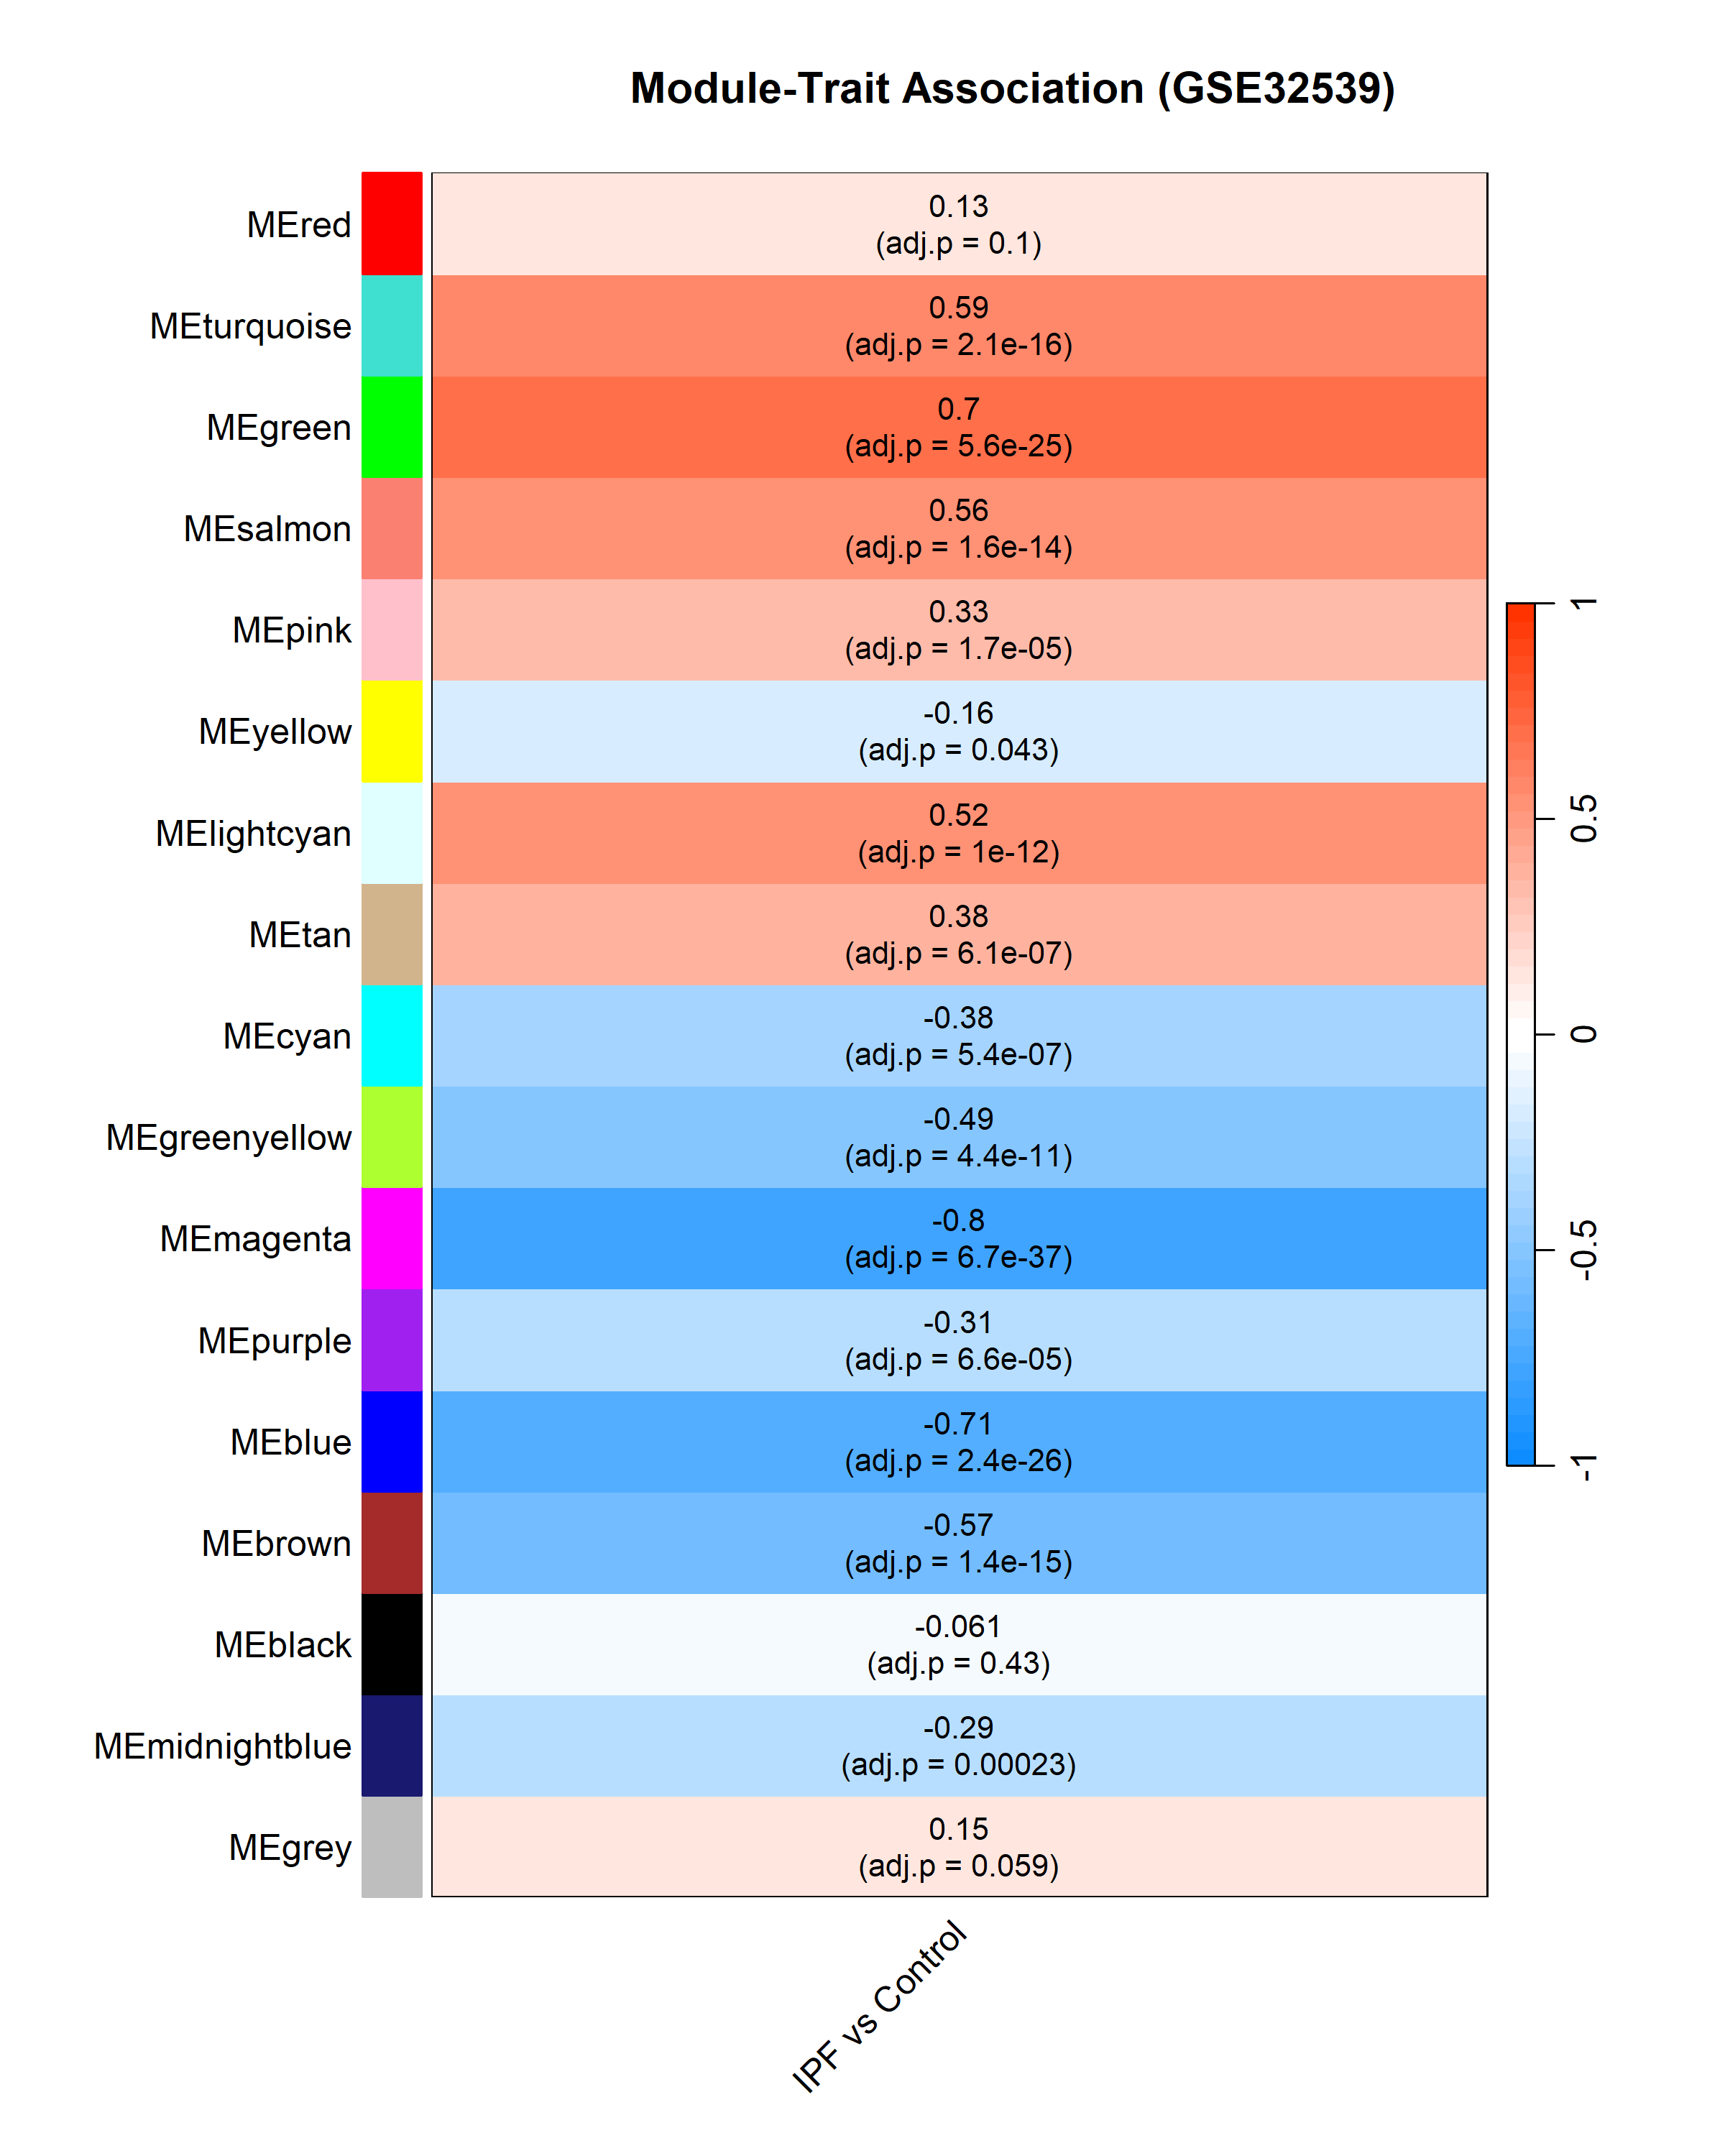 Module-Trait Association (GSE32539)
MEred
0.13
(adj.p = 0.1)
MEturquoise
0.59
(adj.p = 2.1e-16)
MEgreen
0.7
(adj.p = 5.6e-25)
MEsalmon
0.56
(adj.p = 1.6e-14)
MEpink
0.33
(adj.p = 1.7e-05)
MEyellow
-0.16
(adj.p = 0.043)
MElightcyan
0.52
(adj.p = 1e-12)
MEtan
0.38
(adj.p = 6.1e-07)
MEcyan
-0.38
(adj.p = 5.4e-07)
MEgreenyellow
-0.49
(adj.p = 4.4e-11)
MEmagenta
-0.8
(adj.p = 6.7e-37)
MEpurple
-0.31
(adj.p = 6.6e-05)
MEblue
-0.71
(adj.p = 2.4e-26)
MEbrown
-0.57
(adj.p = 1.4e-15)
MEblack
-0.061
(adj.p = 0.43)
MEmidnightblue
-0.29
(adj.p = 0.00023)
MEgrey
0.15
(adj.p = 0.059)
IPF vs Control
1
0.5
0
-0.5
-1